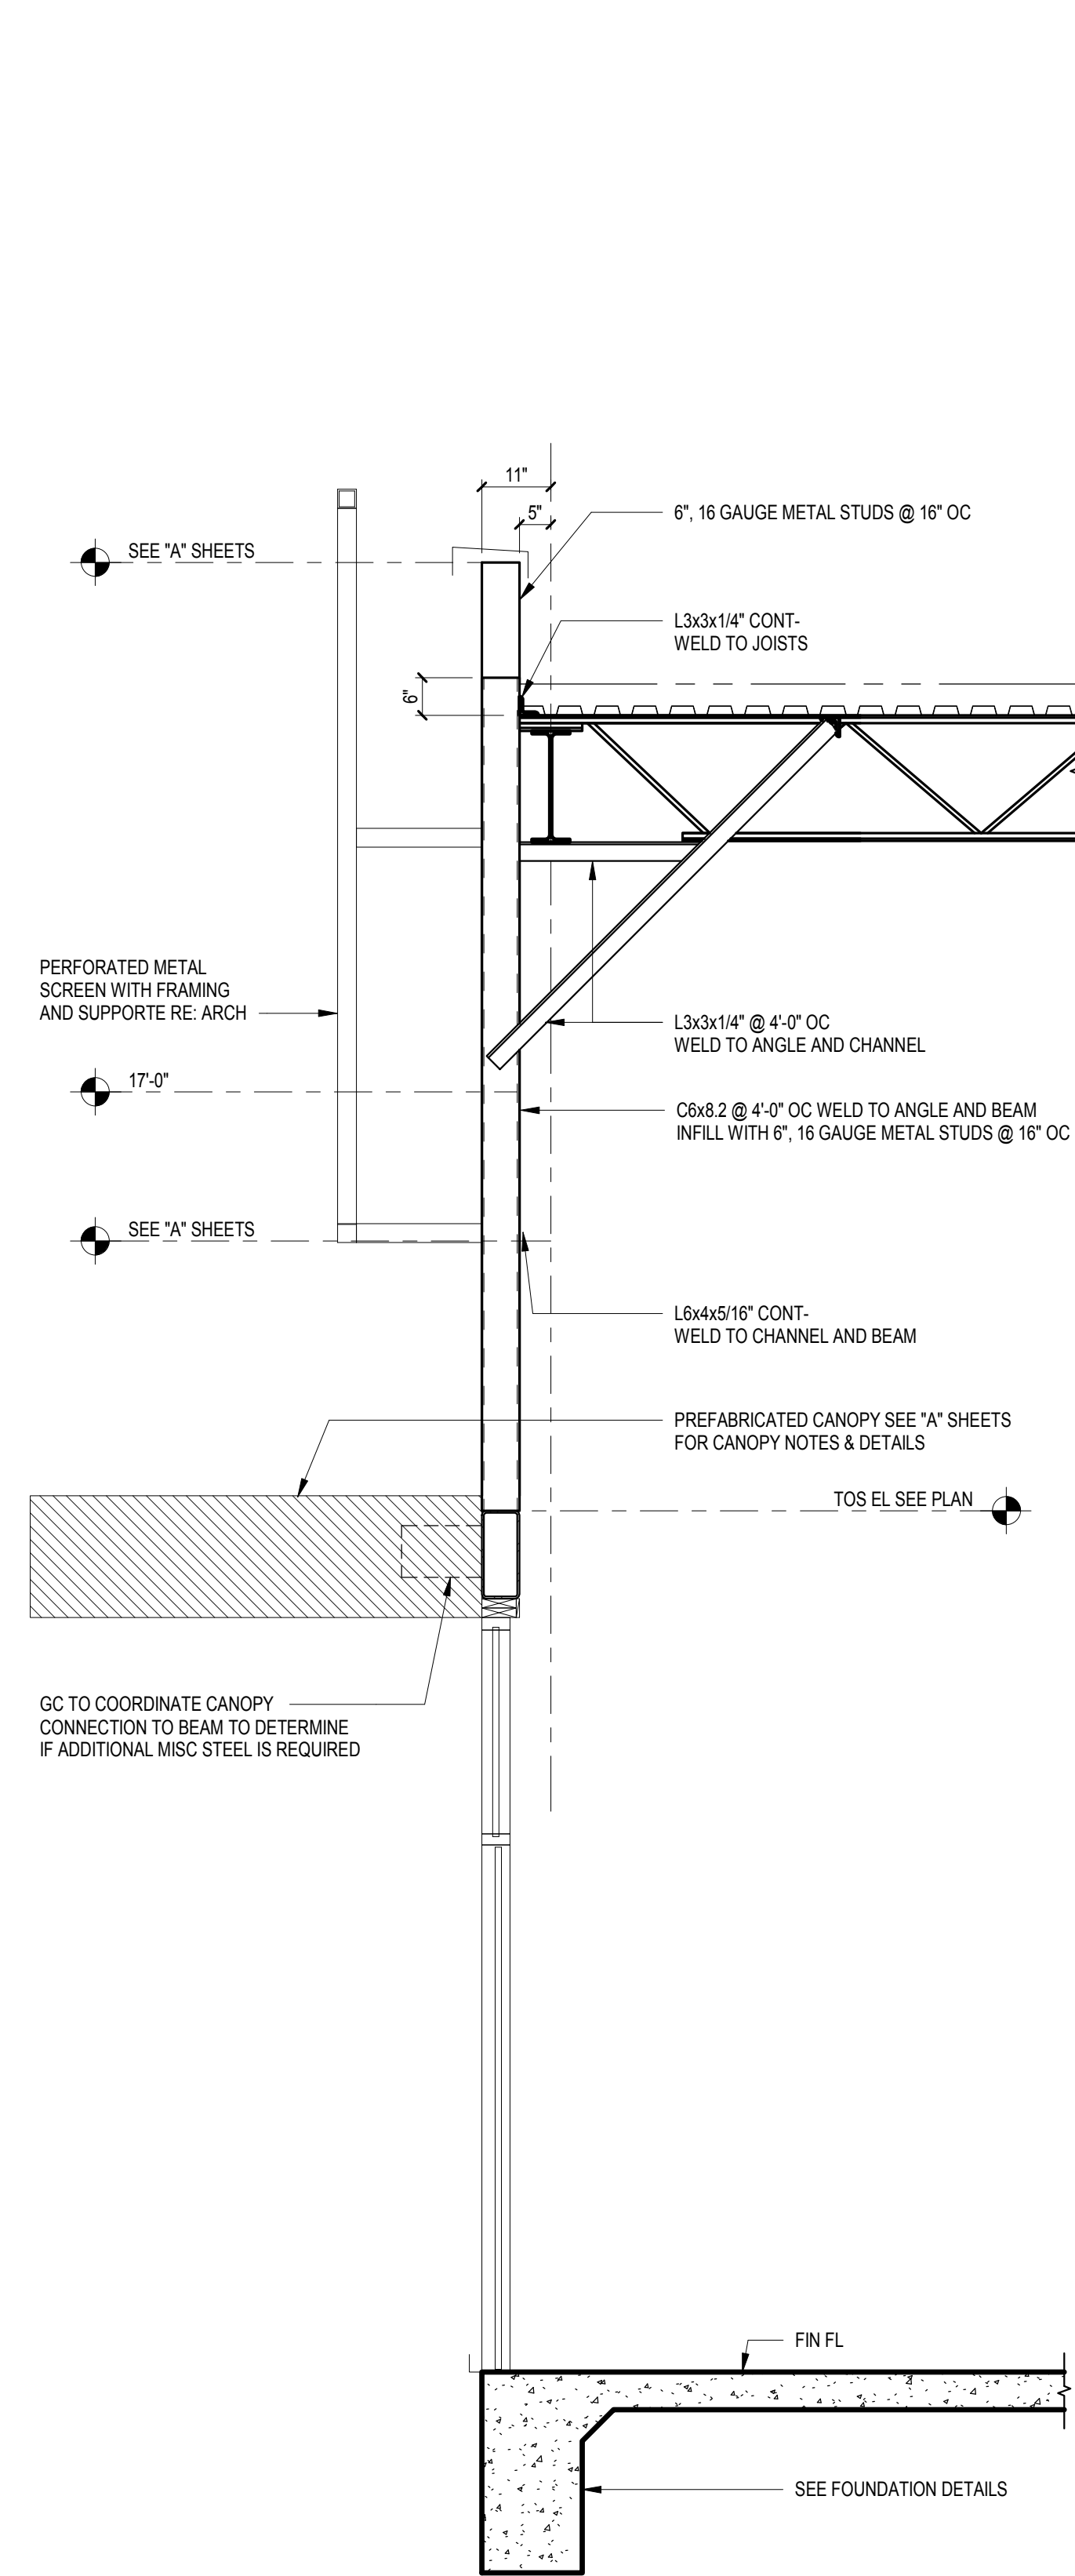 11"
5"
6", 16 GAUGE METAL STUDS @ 16" OC
SEE "A" SHEETS
L3x3x1/4" CONT-
WELD TO JOISTS
6"
PERFORATED METAL
SCREEN WITH FRAMING
AND SUPPORTE RE: ARCH
L3x3x1/4" @ 4'-0" OC
WELD TO ANGLE AND CHANNEL
17'-0"
C6x8.2 @ 4'-0" OC WELD TO ANGLE AND BEAM
INFILL WITH 6", 16 GAUGE METAL STUDS @ 16" OC
SEE "A" SHEETS
L6x4x5/16" CONT-
WELD TO CHANNEL AND BEAM
PREFABRICATED CANOPY SEE "A" SHEETS
FOR CANOPY NOTES & DETAILS
TOS EL SEE PLAN
GC TO COORDINATE CANOPY
CONNECTION TO BEAM TO DETERMINE
IF ADDITIONAL MISC STEEL IS REQUIRED
FIN FL
SEE FOUNDATION DETAILS